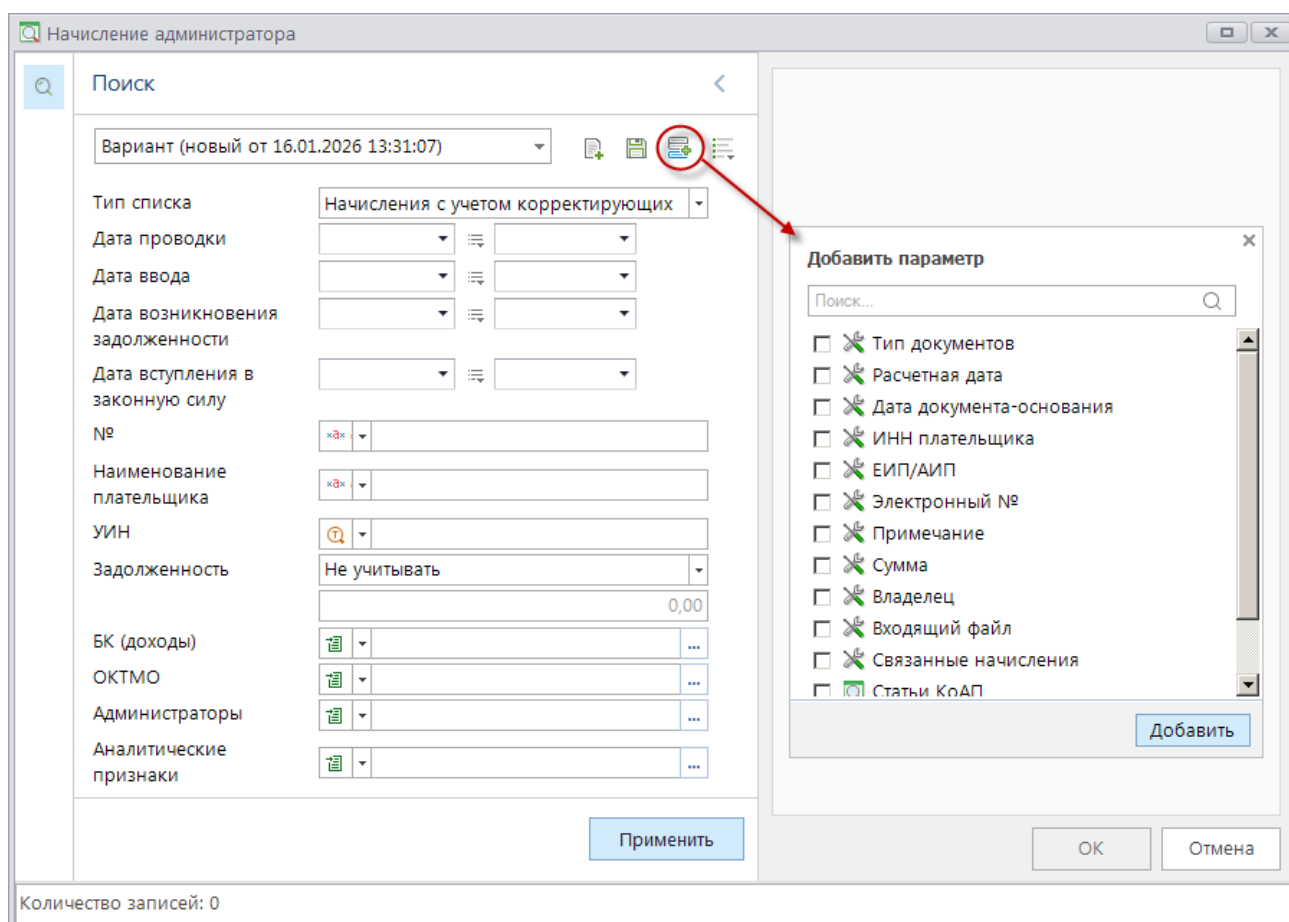 Начисление администратора
Поиск
Вариант (новый от 16.01.2026 13:31:07)
Тип списка
Начисления с учетом корректирующих
Дата проводки
Дата ввода
Дата возникновения
задолженности
Дата вступления в
законную силу
№
Наименование
плательщика
УИН
Задолженность
Не учитывать
0,00
БК (доходы)
ОКТМО
Администраторы
Аналитические
признаки
Применить
Добавить параметр
Поиск...
Тип документов
Расчетная дата
Дата документа-основания
ИНН плательщика
ЕИП/АИП
Электронный №
Примечание
Сумма
Владелец
Входящий файл
Связанные начисления
Статьи КоАП
Добавить
ОК
Отмена
Количество записей: 0